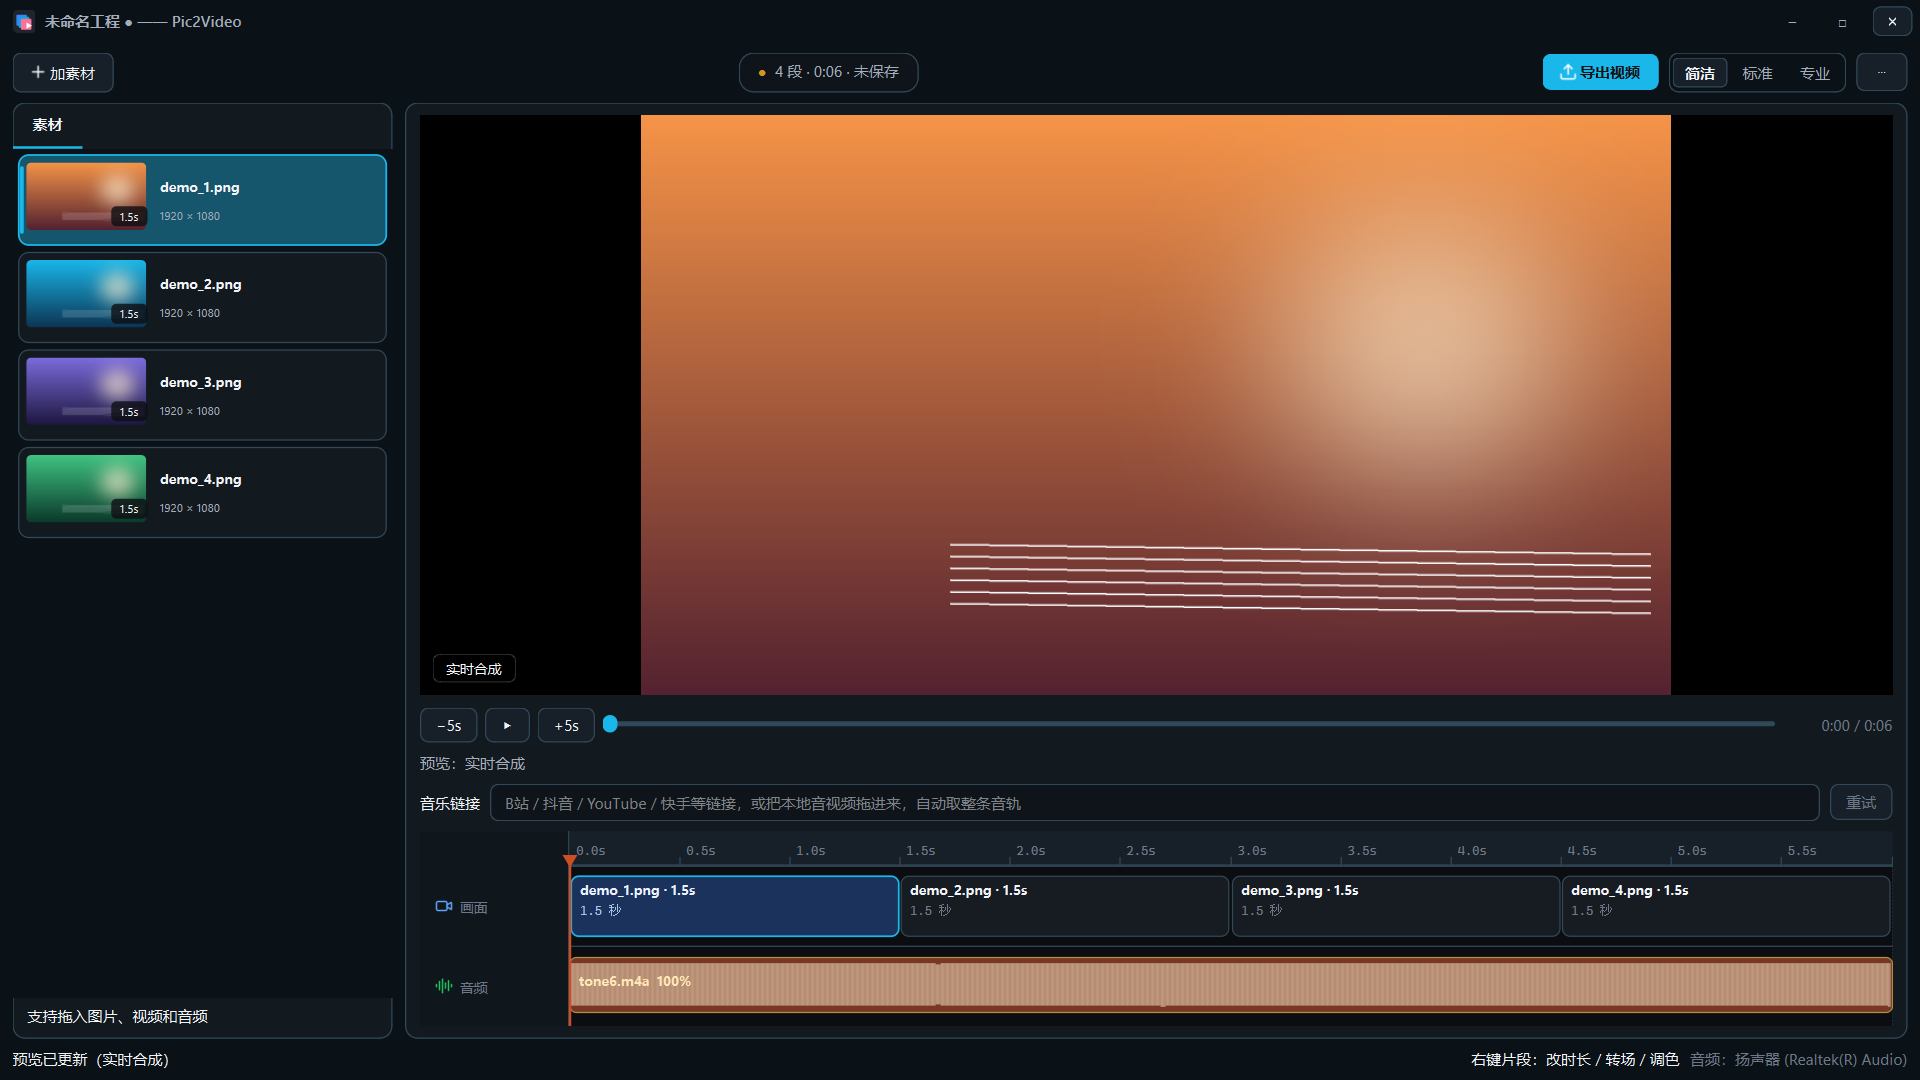 未命名工程 ● —— Pic2Video
加素材
● 4 段 · 0:06 · 未保存
导出视频
简洁
标准
专业
...
素材
demo_1.png
1920 × 1080
1.5s
demo_2.png
1920 × 1080
1.5s
demo_3.png
1920 × 1080
1.5s
demo_4.png
1920 × 1080
1.5s
支持拖入图片、视频和音频
实时合成
−5s
+5s
0:00 / 0:06
预览：实时合成
音乐链接
B站 / 抖音 / YouTube / 快手等链接，或把本地音视频拖进来，自动取整条音轨
重试
0.0s 0.5s 1.0s 1.5s 2.0s 2.5s 3.0s 3.5s 4.0s 4.5s 5.0s 5.5s
画面
demo_1.png · 1.5s
1.5 秒
demo_2.png · 1.5s
1.5 秒
demo_3.png · 1.5s
1.5 秒
demo_4.png · 1.5s
1.5 秒
音频
tone6.m4a 100%
预览已更新（实时合成）
右键片段：改时长 / 转场 / 调色
音频：扬声器 (Realtek(R) Audio)